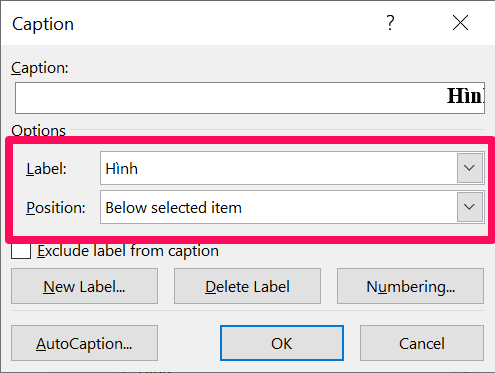 Caption ?
Caption:
Options
Label: Hình
Position: Below selected item
Exclude label from caption
New Label... Delete Label Numbering...
AutoCaption... OK Cancel